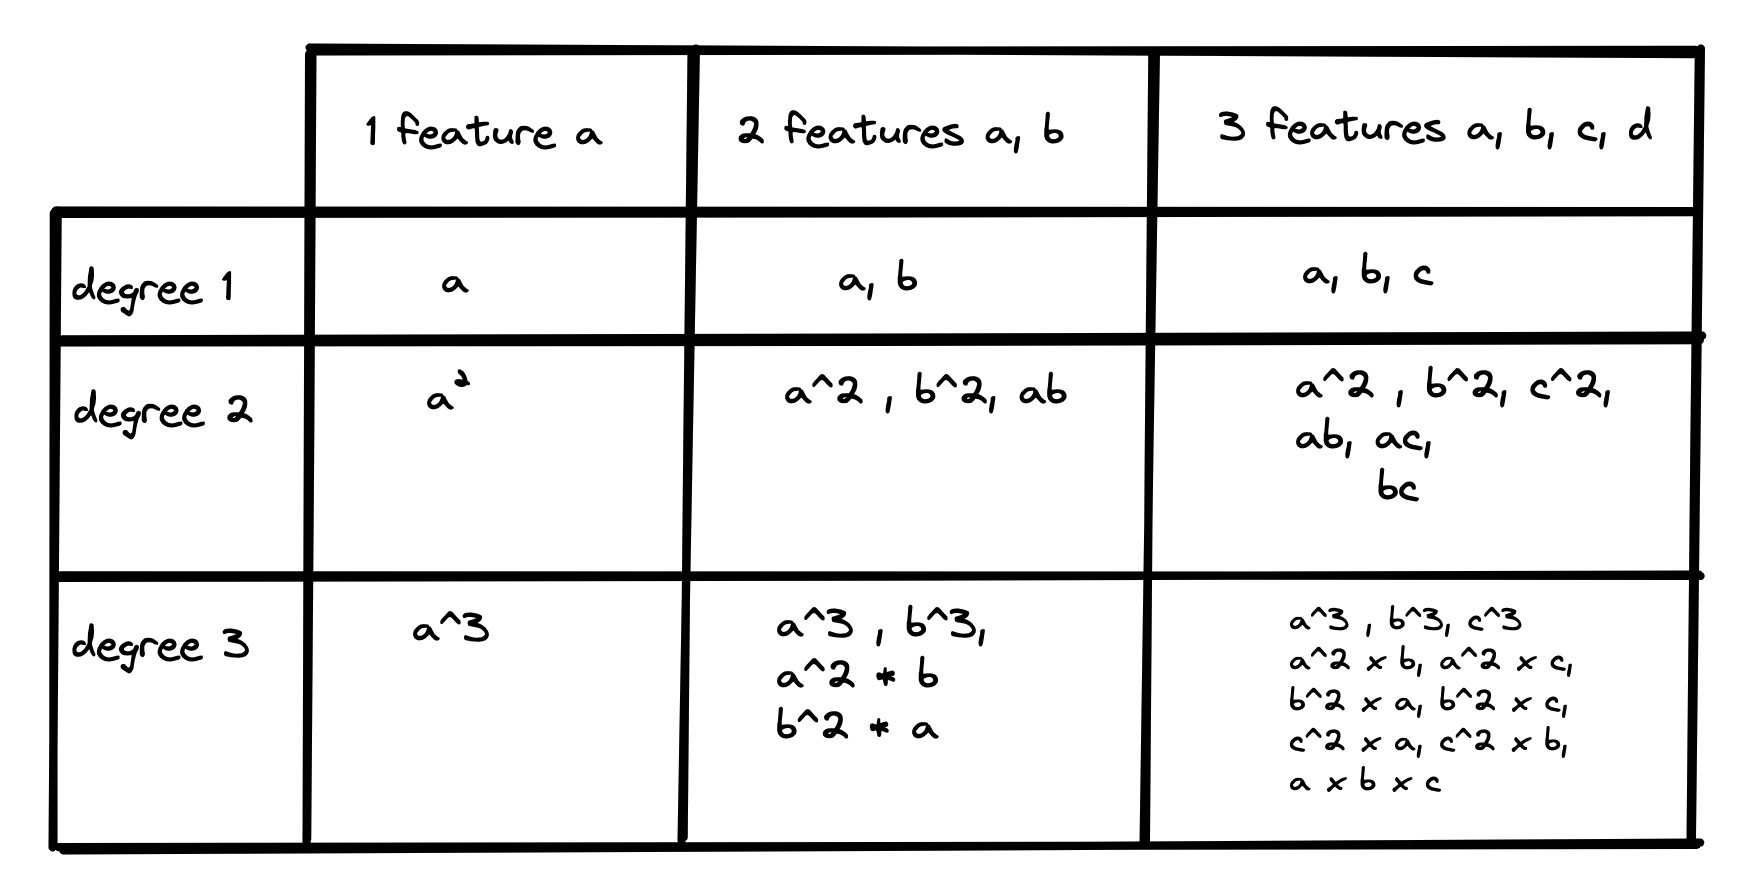 1 feature a
2 features a, b
3 features a, b, c, d
degree 1
a
a, b
a, b, c
degree 2
a²
a^2 , b^2, ab
a^2 , b^2, c^2,
ab, ac,
bc
degree 3
a^3
a^3 , b^3,
a^2 * b
b^2 * a
a^3 , b^3, c^3
a^2 x b, a^2 x c,
b^2 x a, b^2 x c,
c^2 x a, c^2 x b,
a x b x c